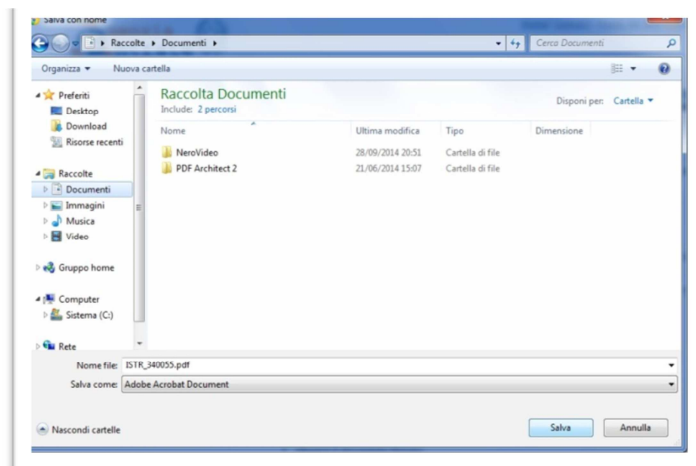 Salva con nome
Raccolte ▸ Documenti ▸
Cerca Documenti
Organizza ▾ Nuova cartella
Preferiti
Desktop
Download
Risorse recenti
Raccolte
Documenti
Immagini
Musica
Video
Gruppo home
Computer
Sistema (C:)
Rete
Raccolta Documenti
Include: 2 percorsi
Disponi per: Cartella ▾
Nome Ultima modifica Tipo Dimensione
NeroVideo 28/09/2014 20:51 Cartella di file
PDF Architect 2 21/06/2014 15:07 Cartella di file
Nome file: ISTR_340055.pdf
Salva come: Adobe Acrobat Document
Nascondi cartelle
Salva
Annulla